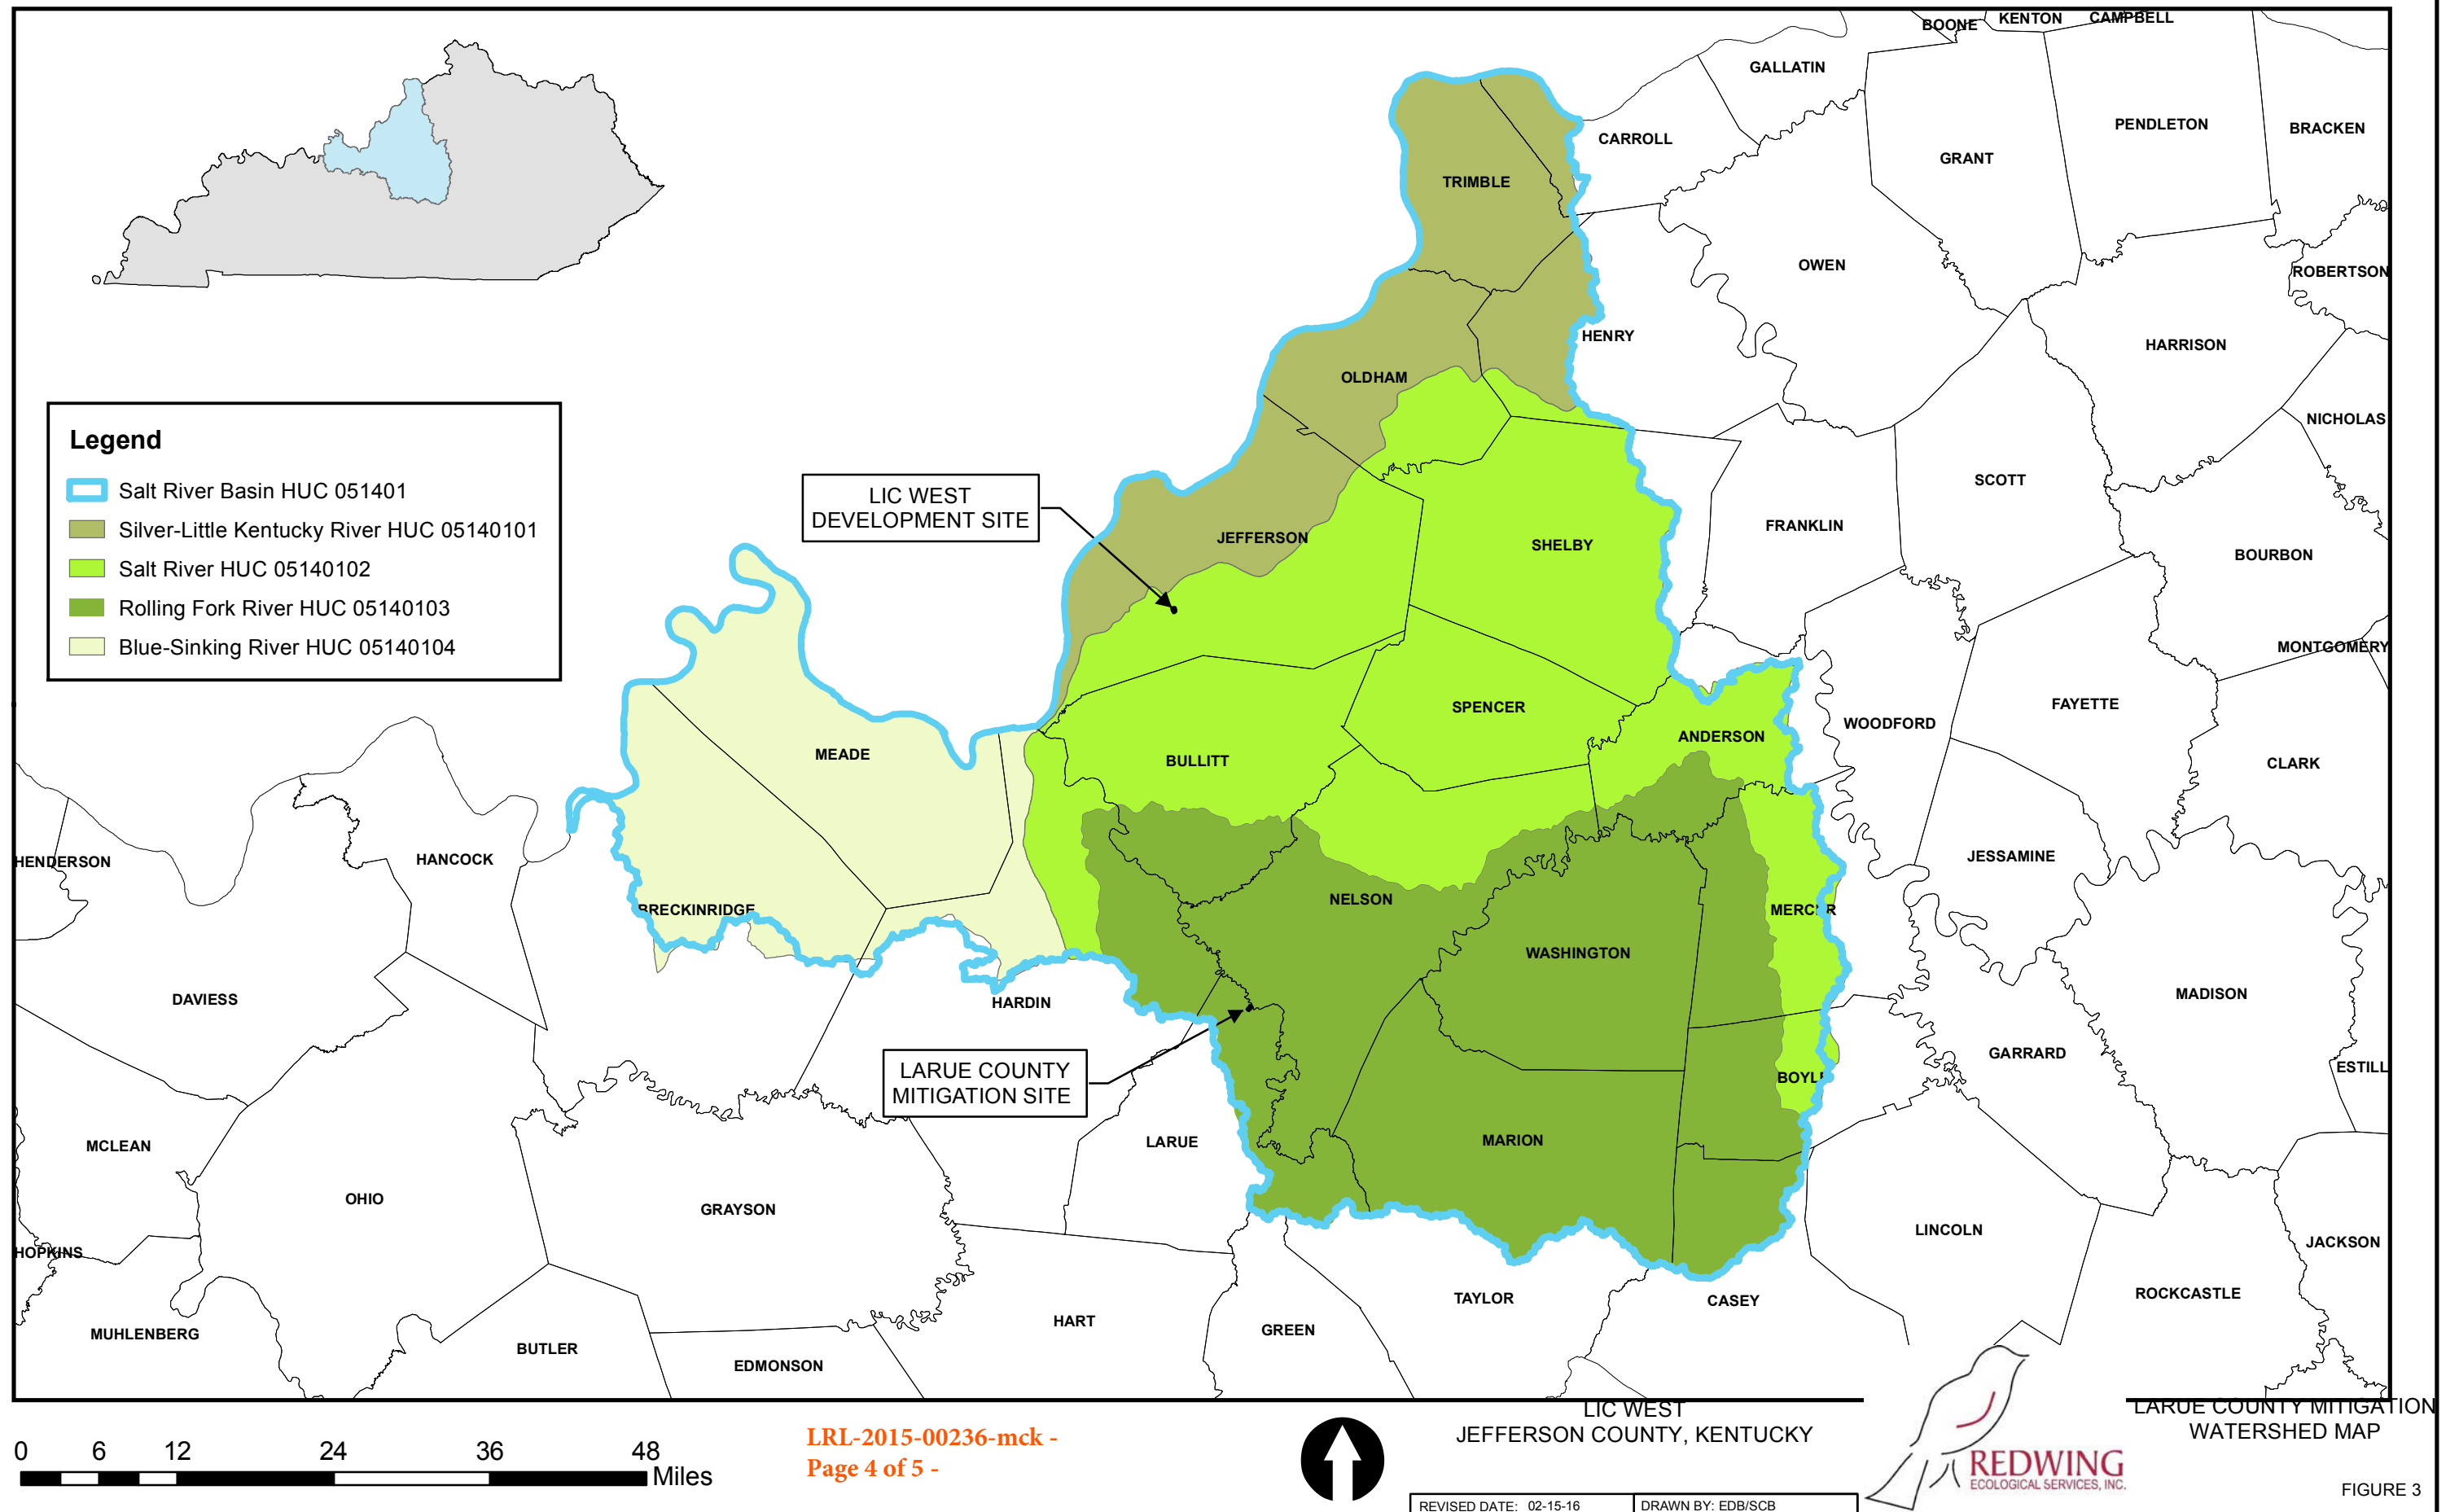 BOONE
KENTON
CAMPBELL
GALLATIN
CARROLL
PENDLETON
BRACKEN
GRANT
TRIMBLE
OWEN
ROBERTSON
HENRY
HARRISON
OLDHAM
NICHOLAS
Legend
Salt River Basin HUC 051401
Silver-Little Kentucky River HUC 05140101
Salt River HUC 05140102
Rolling Fork River HUC 05140103
Blue-Sinking River HUC 05140104
LIC WEST
DEVELOPMENT SITE
SCOTT
JEFFERSON
SHELBY
FRANKLIN
BOURBON
MONTGOMERY
SPENCER
FAYETTE
WOODFORD
ANDERSON
MEADE
BULLITT
CLARK
HENDERSON
HANCOCK
JESSAMINE
BRECKINRIDGE
NELSON
MERCER
WASHINGTON
DAVIESS
HARDIN
MADISON
LARUE COUNTY
MITIGATION SITE
GARRARD
ESTILL
BOYLE
MCLEAN
LARUE
MARION
OHIO
GRAYSON
LINCOLN
HOPKINS
JACKSON
TAYLOR
CASEY
ROCKCASTLE
MUHLENBERG
HART
GREEN
BUTLER
EDMONSON
0 6 12 24 36 48
Miles
LRL-2015-00236-mck -
Page 4 of 5 -
LIC WEST
JEFFERSON COUNTY, KENTUCKY
REVISED DATE: 02-15-16
DRAWN BY: EDB/SCB
REDWING
ECOLOGICAL SERVICES, INC.
LARUE COUNTY MITIGATION
WATERSHED MAP
FIGURE 3